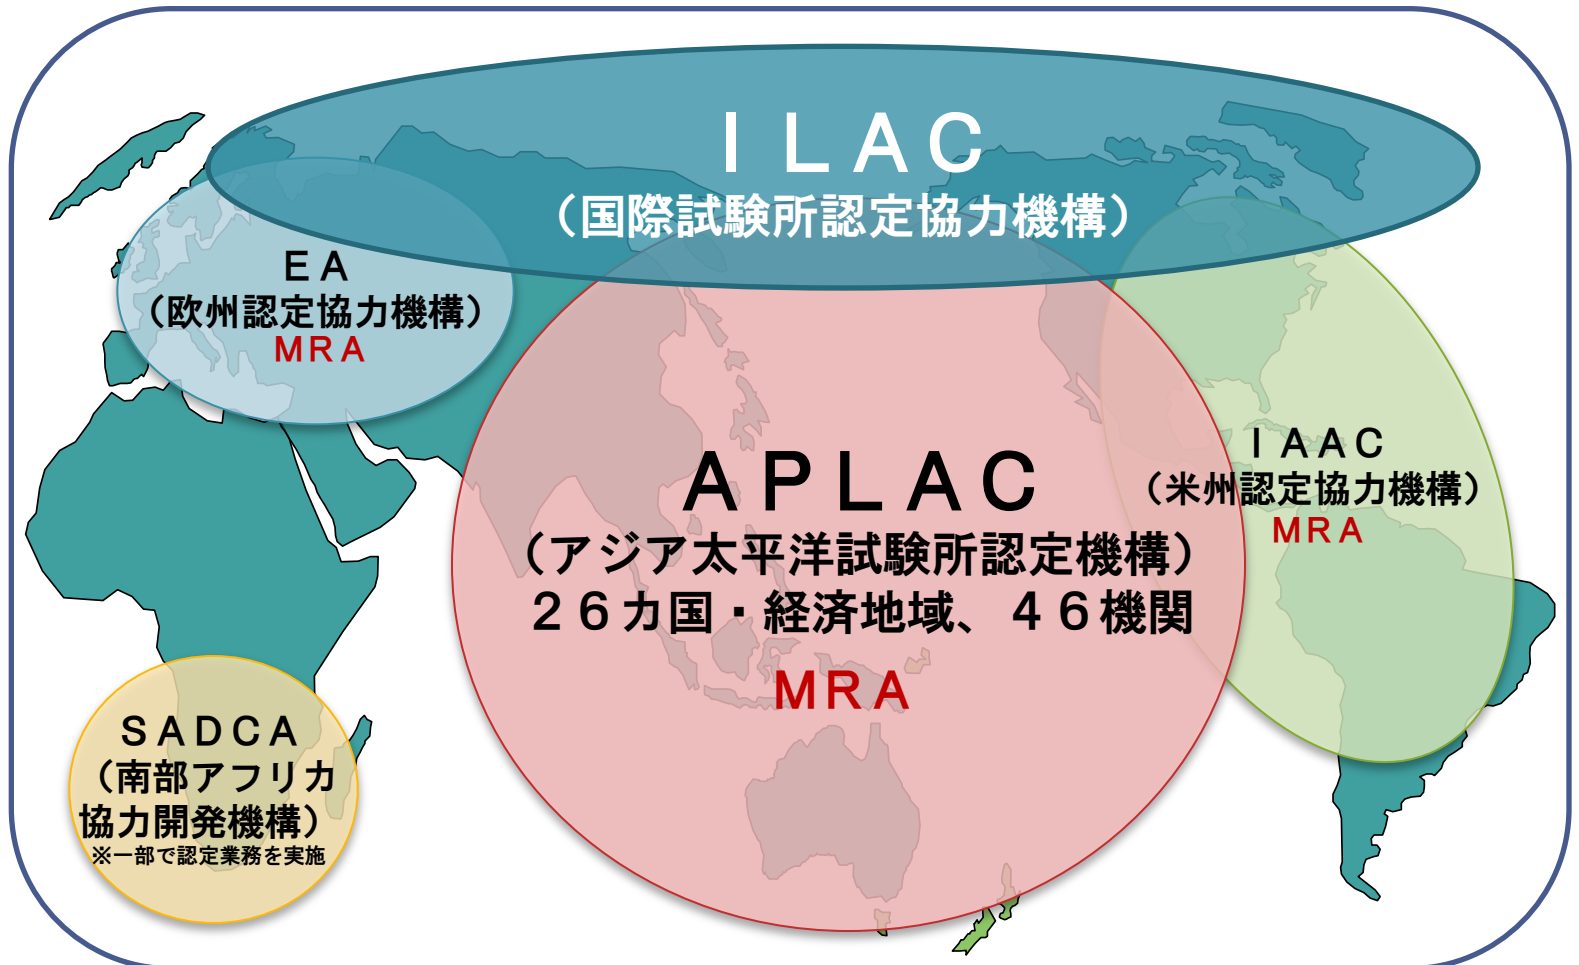 ＩＬＡＣ
（国際試験所認定協力機構）
ＥＡ
（欧州認定協力機構）
ＭＲＡ
ＡＰＬＡＣ
（アジア太平洋試験所認定機構）
２６カ国・経済地域、４６機関
ＭＲＡ
ＩＡＡＣ
（米州認定協力機構）
ＭＲＡ
ＳＡＤＣＡ
（南部アフリカ
協力開発機構）
※一部で認定業務を実施